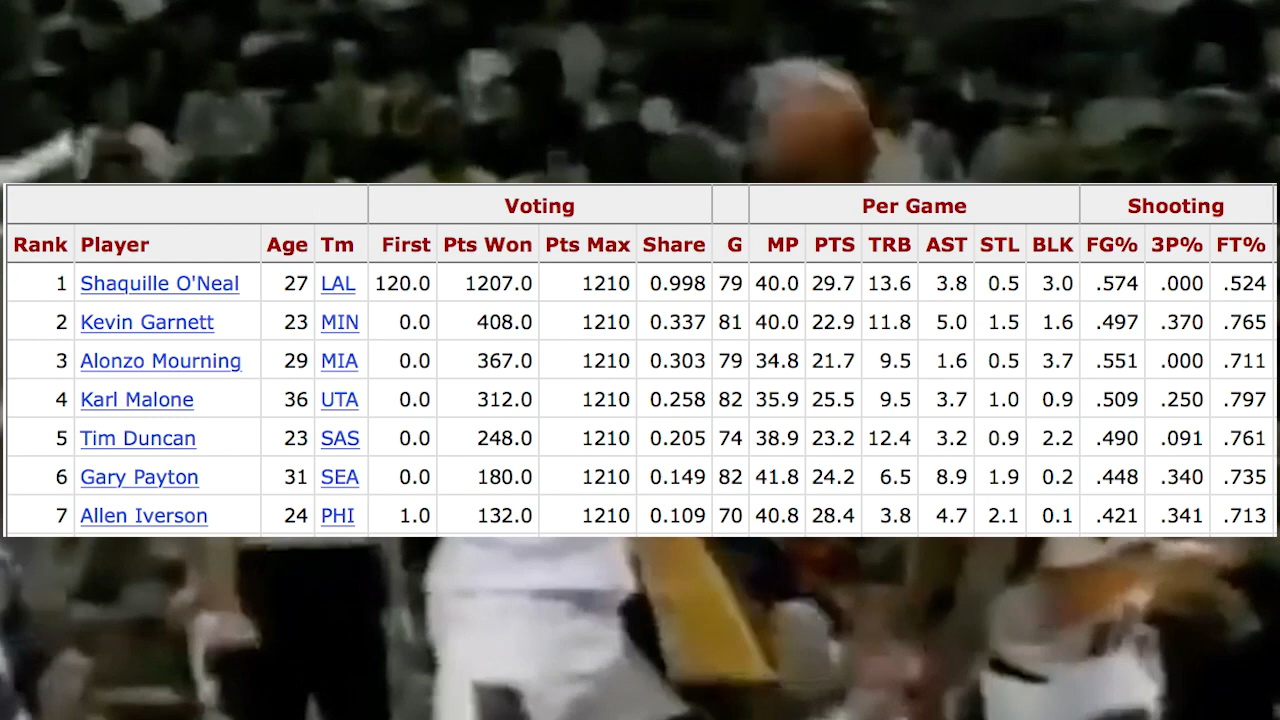 Voting Per Game Shooting
Rank Player Age Tm First Pts Won Pts Max Share G MP PTS TRB AST STL BLK FG% 3P% FT%
1 Shaquille O'Neal 27 LAL 120.0 1207.0 1210 0.998 79 40.0 29.7 13.6 3.8 0.5 3.0 .574 .000 .524
2 Kevin Garnett 23 MIN 0.0 408.0 1210 0.337 81 40.0 22.9 11.8 5.0 1.5 1.6 .497 .370 .765
3 Alonzo Mourning 29 MIA 0.0 367.0 1210 0.303 79 34.8 21.7 9.5 1.6 0.5 3.7 .551 .000 .711
4 Karl Malone 36 UTA 0.0 312.0 1210 0.258 82 35.9 25.5 9.5 3.7 1.0 0.9 .509 .250 .797
5 Tim Duncan 23 SAS 0.0 248.0 1210 0.205 74 38.9 23.2 12.4 3.2 0.9 2.2 .490 .091 .761
6 Gary Payton 31 SEA 0.0 180.0 1210 0.149 82 41.8 24.2 6.5 8.9 1.9 0.2 .448 .340 .735
7 Allen Iverson 24 PHI 1.0 132.0 1210 0.109 70 40.8 28.4 3.8 4.7 2.1 0.1 .421 .341 .713